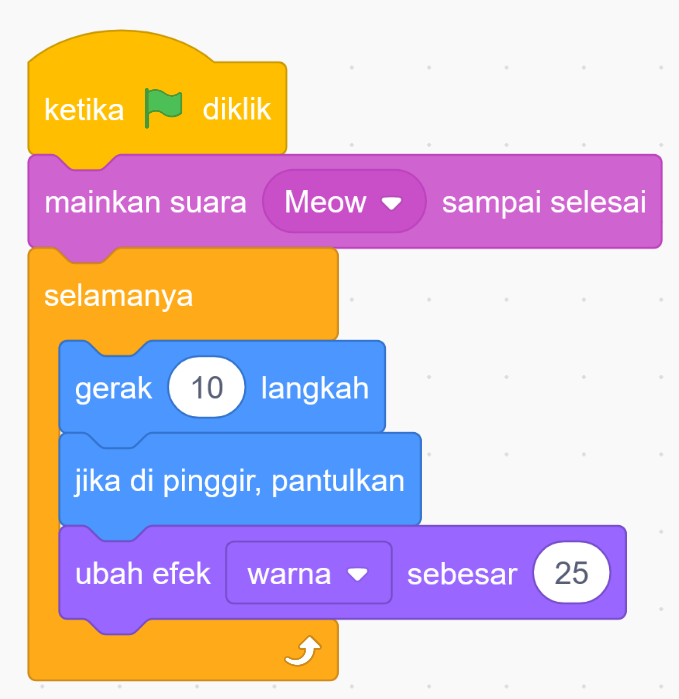 ketika diklik
mainkan suara Meow sampai selesai
selamanya
gerak 10 langkah
jika di pinggir, pantulkan
ubah efek warna sebesar 25